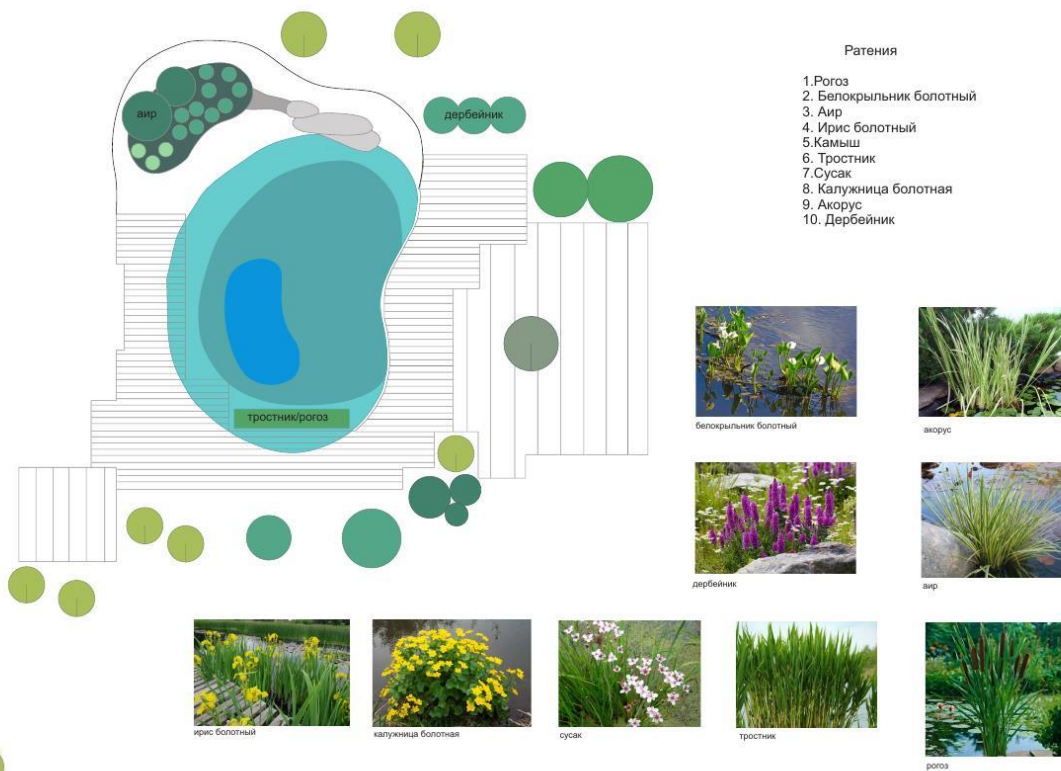 аир
дербейник
тростник/рогоз
Ратения
1.Рогоз
2. Белокрыльник болотный
3. Аир
4. Ирис болотный
5.Камыш
6. Тростник
7.Сусак
8. Калужница болотная
9. Акорус
10. Дербейник
белокрыльник болотный
акорус
дербейник
аир
ирис болотный
калужница болотная
сусак
тростник
рогоз